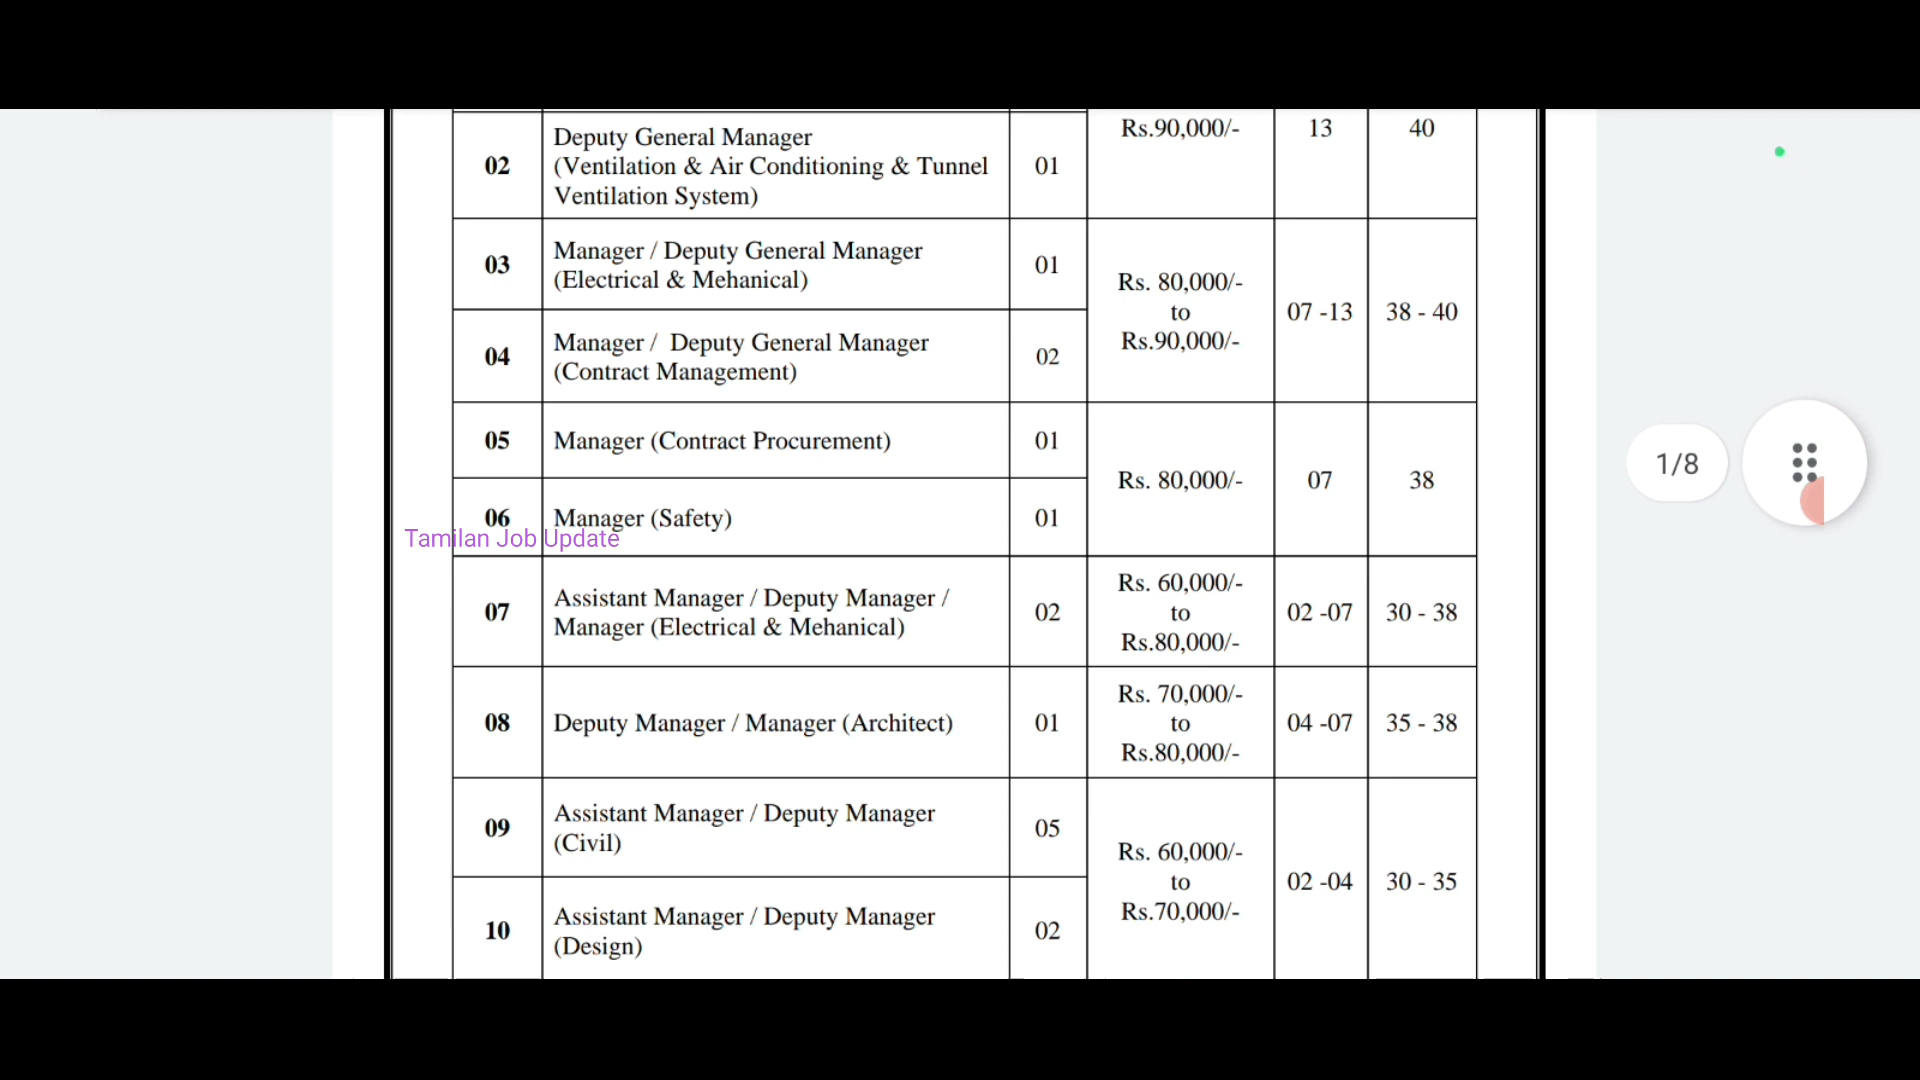 Rs.90,000/- 13 40
02 Deputy General Manager
(Ventilation & Air Conditioning & Tunnel
Ventilation System) 01
03 Manager / Deputy General Manager
(Electrical & Mehanical) 01
Rs. 80,000/-
to
Rs.90,000/- 07 -13 38 - 40
04 Manager / Deputy General Manager
(Contract Management) 02
05 Manager (Contract Procurement) 01
Rs. 80,000/- 07 38
06 Manager (Safety) 01
Tamilan Job Update
07 Assistant Manager / Deputy Manager /
Manager (Electrical & Mehanical) 02
Rs. 60,000/-
to
Rs.80,000/- 02 -07 30 - 38
08 Deputy Manager / Manager (Architect) 01
Rs. 70,000/-
to
Rs.80,000/- 04 -07 35 - 38
09 Assistant Manager / Deputy Manager
(Civil) 05
Rs. 60,000/-
to
Rs.70,000/- 02 -04 30 - 35
10 Assistant Manager / Deputy Manager
(Design) 02
1/8